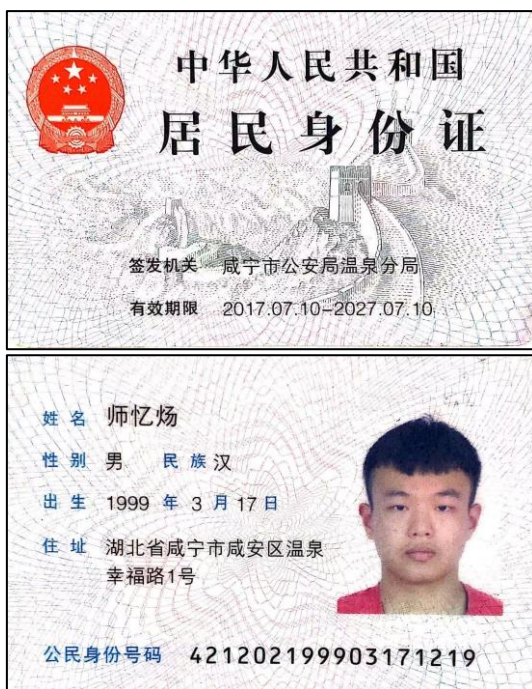 中华人民共和国
居民身份证
签发机关 咸宁市公安局温泉分局
有效期限 2017.07.10-2027.07.10
姓名 师忆炀
性别 男 民族 汉
出生 1999 年 3 月 17 日
住址 湖北省咸宁市咸安区温泉
幸福路1号
公民身份号码 421202199903171219